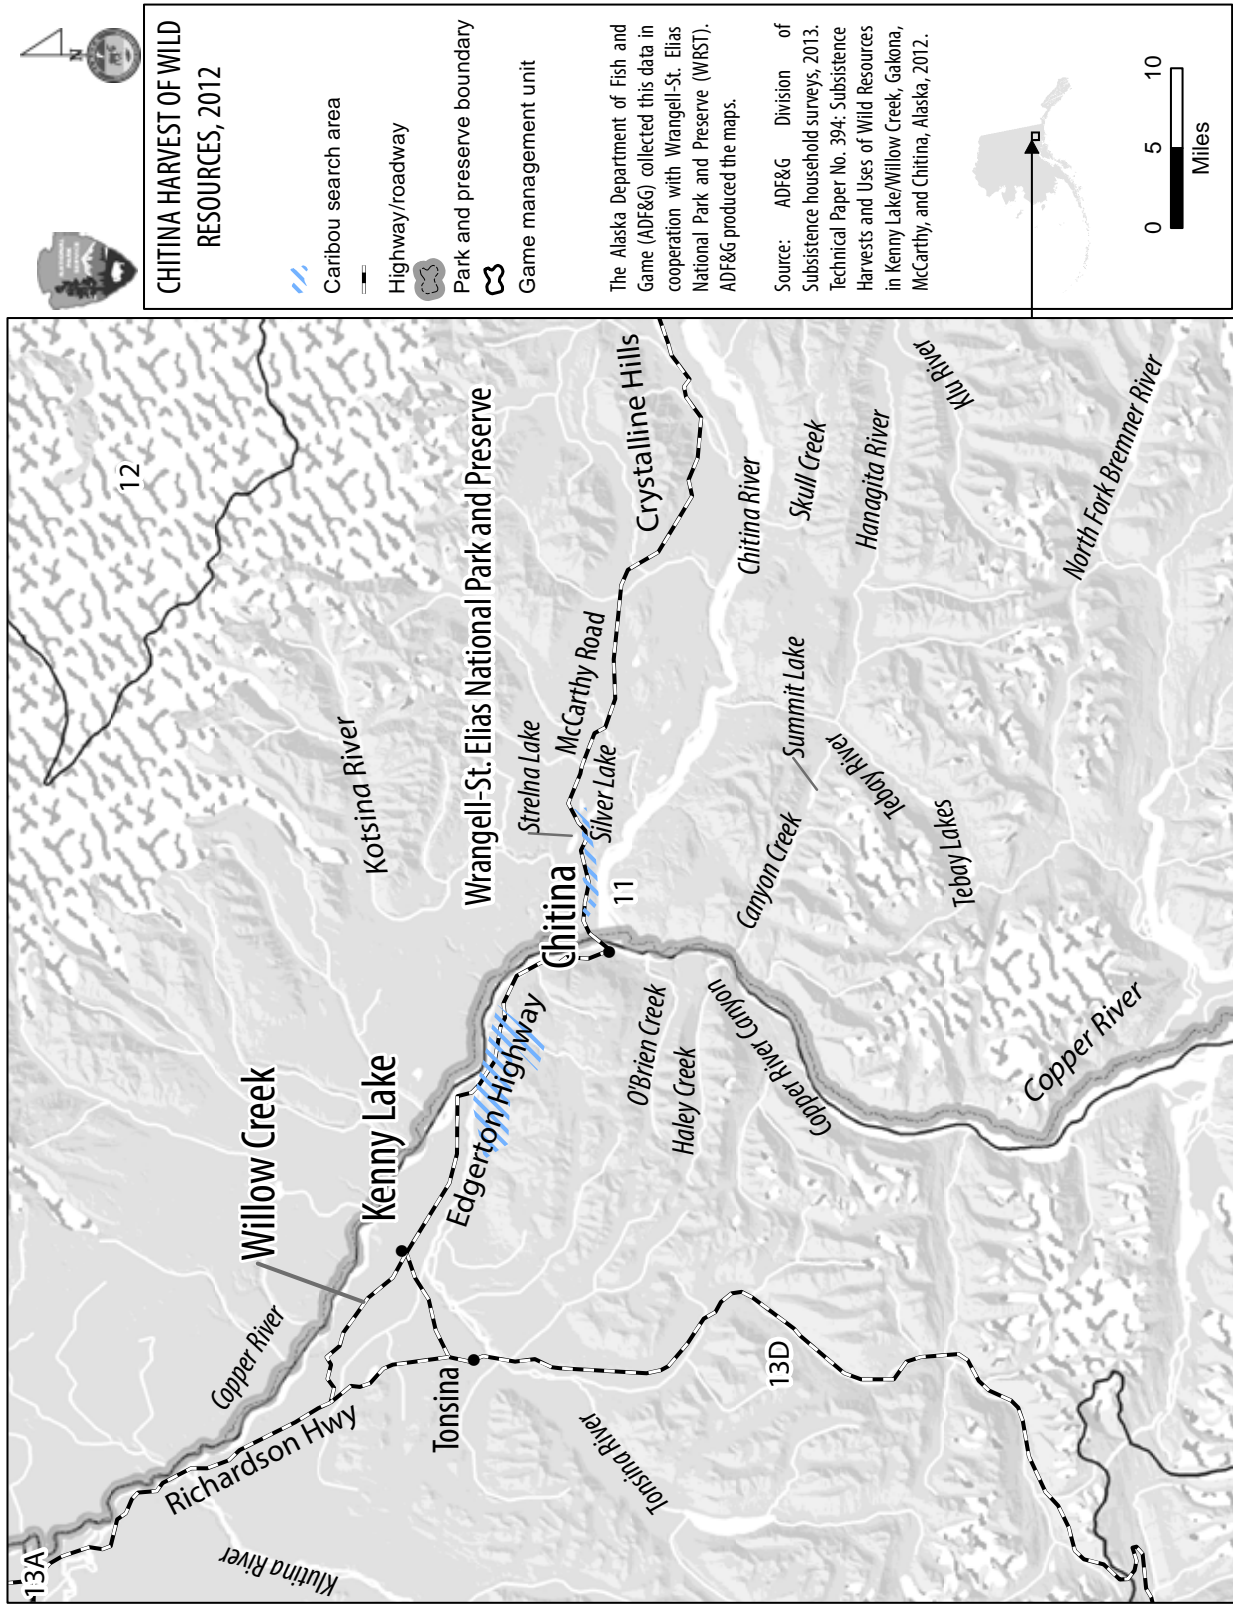 CHITINA HARVEST OF WILD
RESOURCES, 2012
N
NATIONAL
PARK
SERVICE
Caribou search area
Highway/roadway
Park and preserve boundary
Game management unit
The Alaska Department of Fish and
Game (ADF&G) collected this data in
cooperation with Wrangell-St. Elias
National Park and Preserve (WRST).
ADF&G produced the maps.
Source: ADF&G Division of
Subsistence household surveys, 2013.
Technical Paper No. 394: Subsistence
Harvests and Uses of Wild Resources
in Kenny Lake/Willow Creek, Gakona,
McCarthy, and Chitina, Alaska, 2012.
0 5 10
Miles
13A
12
Klutina River
Richardson Hwy
Copper River
Willow Creek
Kenny Lake
Kotsina River
Wrangell-St. Elias National Park and Preserve
Tonsina
Edgerton Highway
Chitina
Strelna Lake
McCarthy Road
Silver Lake
Crystalline Hills
11
Tonsina River
O'Brien Creek
Haley Creek
Copper River Canyon
Canyon Creek
Summit Lake
Chitina River
Skull Creek
Hanagita River
Klu River
13D
Tebay River
Tebay Lakes
Copper River
North Fork Bremner River